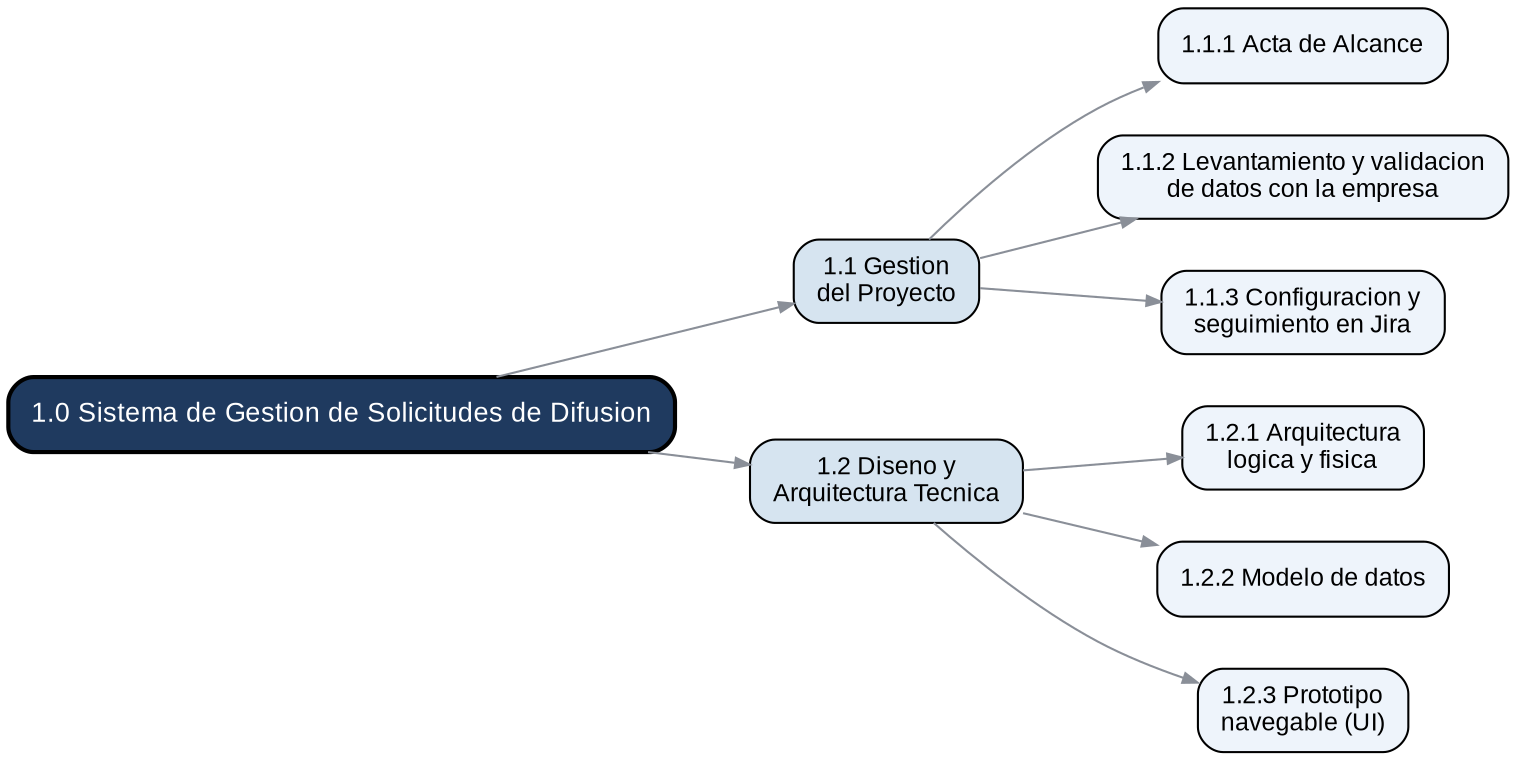 1.0 Sistema de Gestion de Solicitudes de Difusion
1.1 Gestion
del Proyecto
1.1.1 Acta de Alcance
1.1.2 Levantamiento y validacion
de datos con la empresa
1.1.3 Configuracion y
seguimiento en Jira
1.2 Diseno y
Arquitectura Tecnica
1.2.1 Arquitectura
logica y fisica
1.2.2 Modelo de datos
1.2.3 Prototipo
navegable (UI)